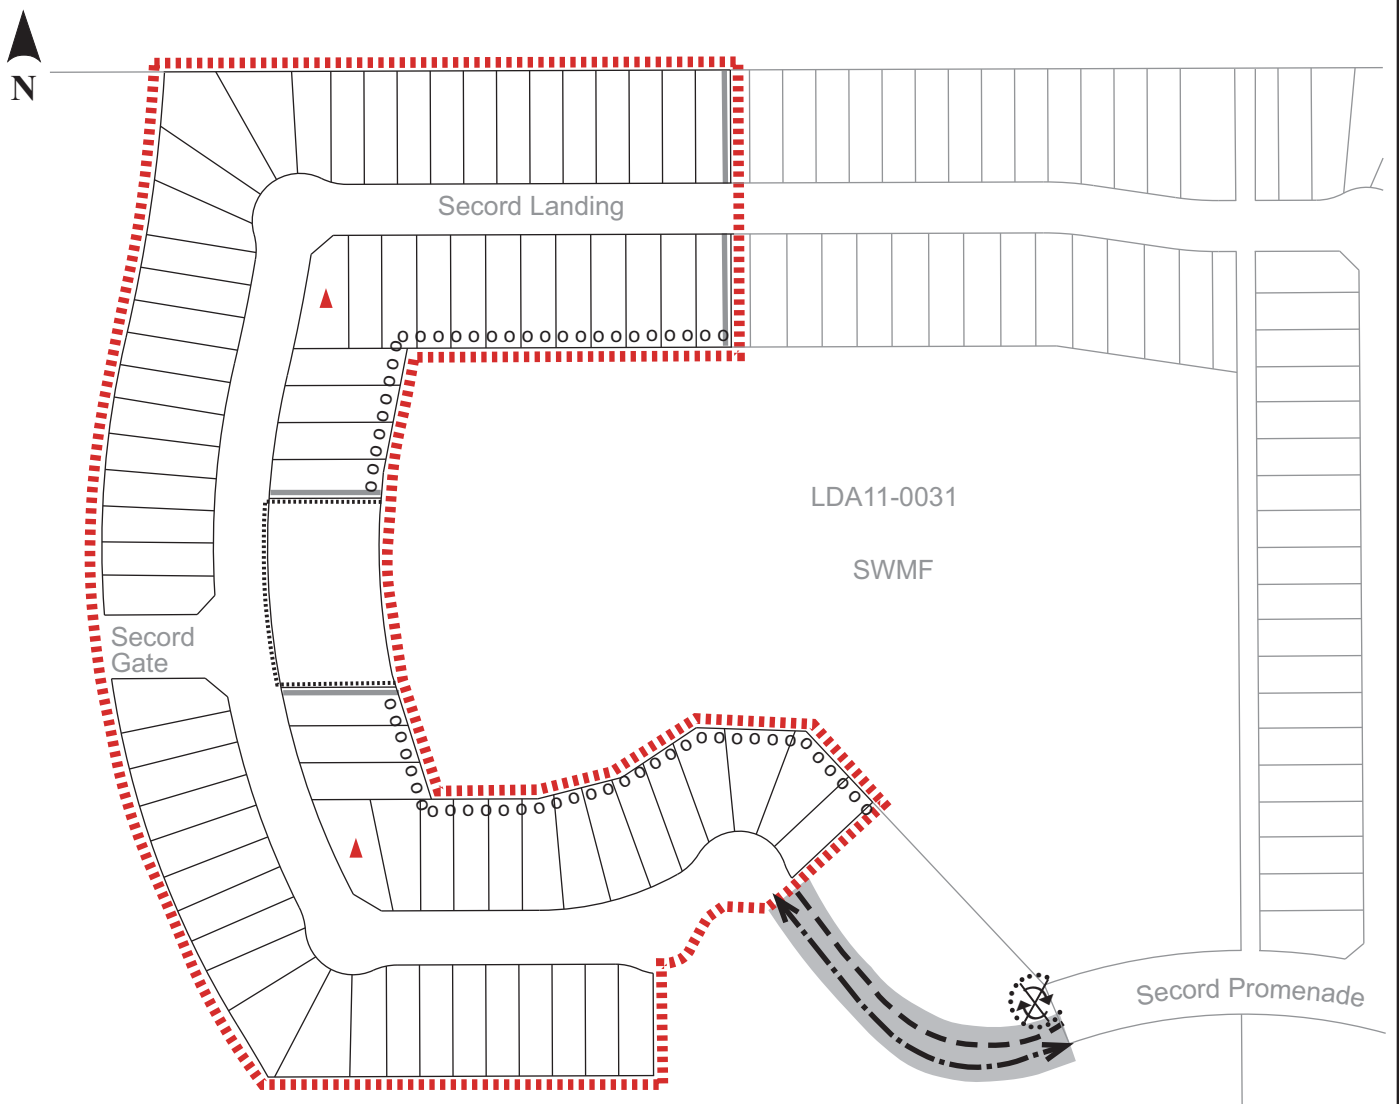 N
Secord Landing
LDA11-0031
SWMF
Secord
Gate
Secord Promenade